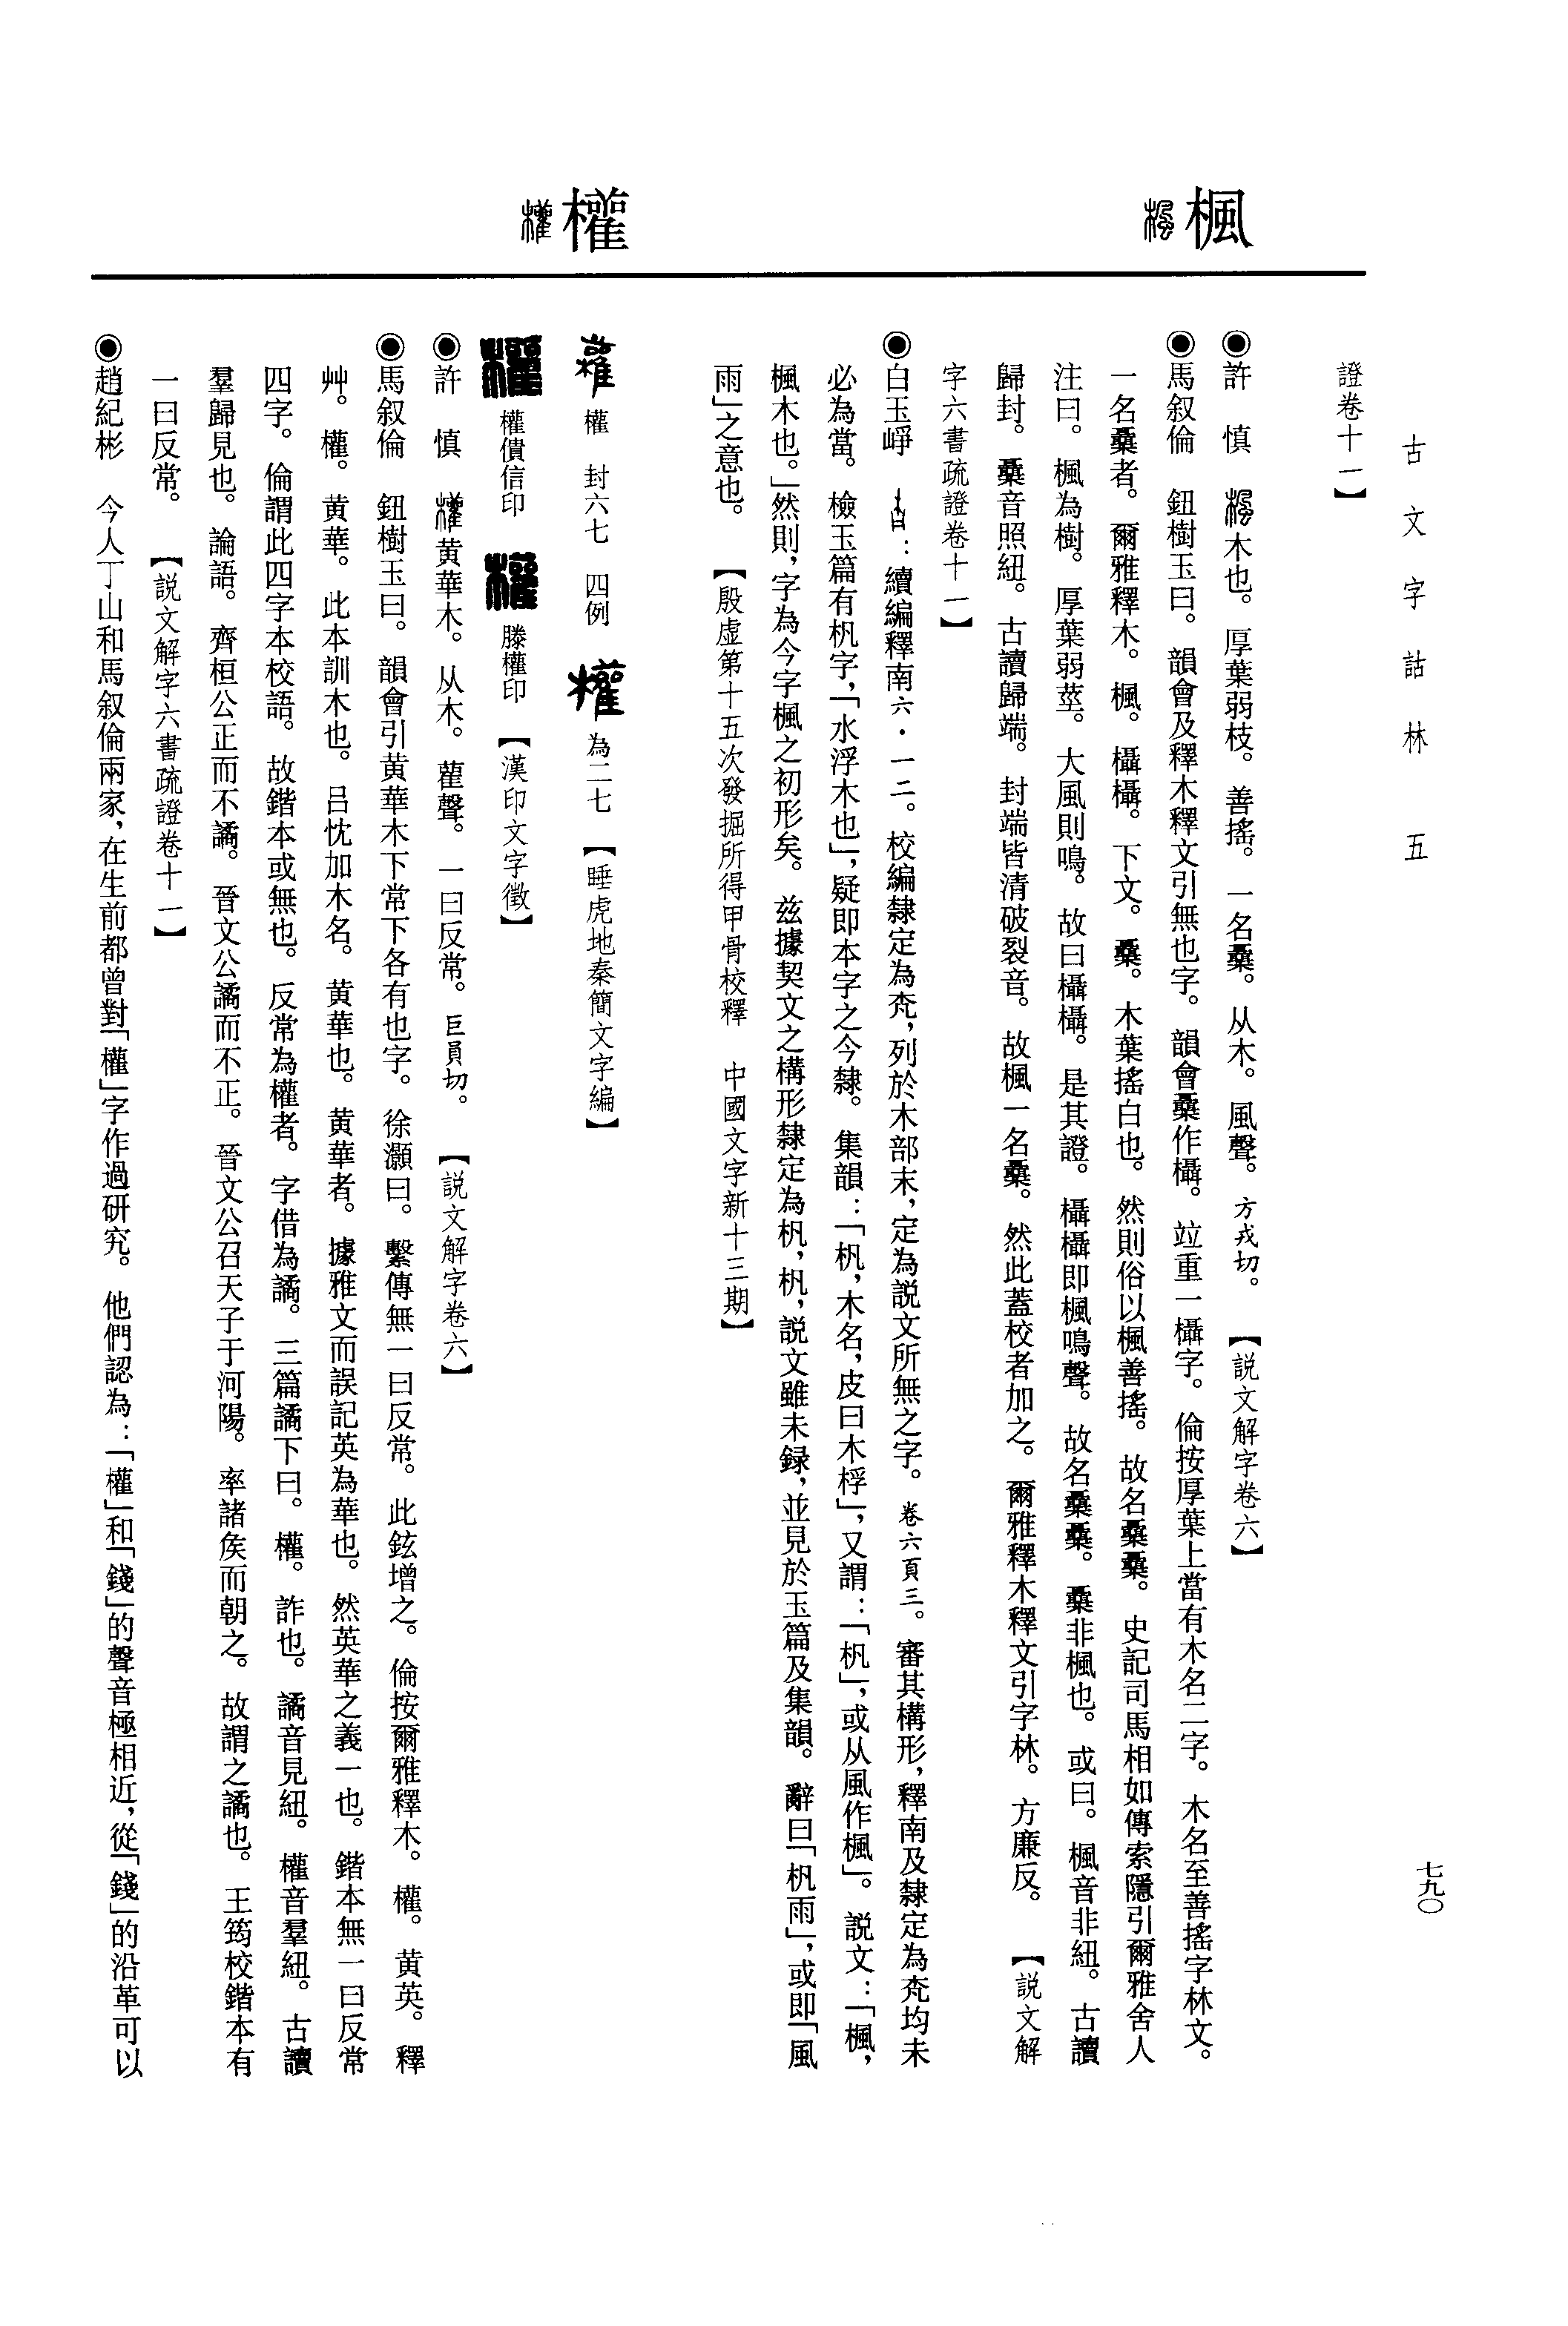 古文字詁林 五
七九〇
證卷十一】
楓
◉許 慎 木也。厚葉弱枝。善搖。一名桑。从木。風聲。方戎切。 【説文解字卷六】
◉馬叙倫 鈕樹玉曰。韻會及釋木釋文引無也字。韻會作欇。竝重一欇字。倫按厚葉上當有木名二字。木名至善搖字林文。
一名者。爾雅釋木。楓。欇欇。下文。木葉搖白也。然則俗以楓善搖。故名。史記司馬相如傳索隱引爾雅舍人
注曰。楓為樹。厚葉弱莖。大風則鳴。故曰欇欇。是其證。欇欇即楓鳴聲。故名。非楓也。或曰。楓音非紐。古讀
歸封。音照紐。古讀歸端。封端皆清破裂音。故楓一名。然此蓋校者加之。爾雅釋木釋文引字林。方廉反。 【説文解
字六書疏證卷十一】
◉白玉崢 ：續編釋南六・一二。校編隸定為，列於木部末，定為説文所無之字。卷六頁三。審其構形，釋南及隸定為均未
必為當。檢玉篇有杋字，「水浮木也」，疑即本字之今隸。集韻：「杋，木名，皮曰木桴」，又謂：「杋」，或从風作楓」。説文：「楓，
楓木也。」然則，字為今字楓之初形矣。兹據契文之構形隸定為杋，杋，説文雖未録，並見於玉篇及集韻。辭曰「杋雨」，或即「風
雨」之意也。 【殷虛第十五次發掘所得甲骨校釋 中國文字新十三期】
權
權 封六七 四例 為二七 【睡虎地秦簡文字編】
權僨信印 滕權印 【漢印文字徵】
◉許 慎 黄華木。从木。雚聲。一曰反常。巨員切。 【説文解字卷六】
◉馬叙倫 鈕樹玉曰。韻會引黄華木下常下各有也字。徐灝曰。繫傳無一曰反常。此鉉增之。倫按爾雅釋木。權。黄英。釋
艸。權。黄華。此本訓木也。吕忱加木名。黄華也。黄華者。據雅文而誤記英為華也。然英華之義一也。鍇本無一曰反常
四字。倫謂此四字本校語。故鍇本或無也。反常為權者。字借為譎。三篇譎下曰。權。詐也。譎音見紐。權音羣紐。古讀
羣歸見也。論語。齊桓公正而不譎。晉文公譎而不正。晉文公召天子于河陽。率諸矦而朝之。故謂之譎也。王筠校鍇本有
一曰反常。 【説文解字六書疏證卷十一】
◉趙紀彬 今人丁山和馬叙倫兩家，在生前都曾對「權」字作過研究。他們認為：「權」和「錢」的聲音極相近，從「錢」的沿革可以